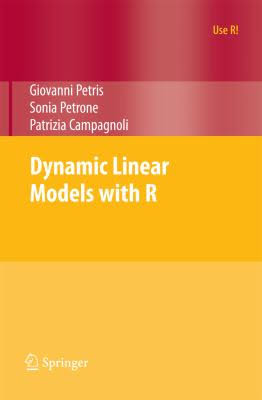 Use R!
Giovanni Petris
Sonia Petrone
Patrizia Campagnoli
Dynamic Linear
Models with R
Springer